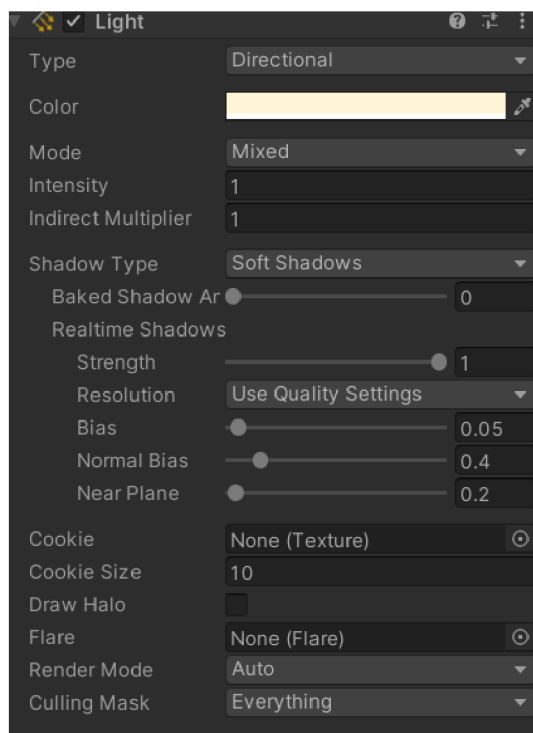 Light
Type Directional
Color
Mode Mixed
Intensity 1
Indirect Multiplier 1
Shadow Type Soft Shadows
Baked Shadow Ar 0
Realtime Shadows
Strength 1
Resolution Use Quality Settings
Bias 0.05
Normal Bias 0.4
Near Plane 0.2
Cookie None (Texture)
Cookie Size 10
Draw Halo
Flare None (Flare)
Render Mode Auto
Culling Mask Everything